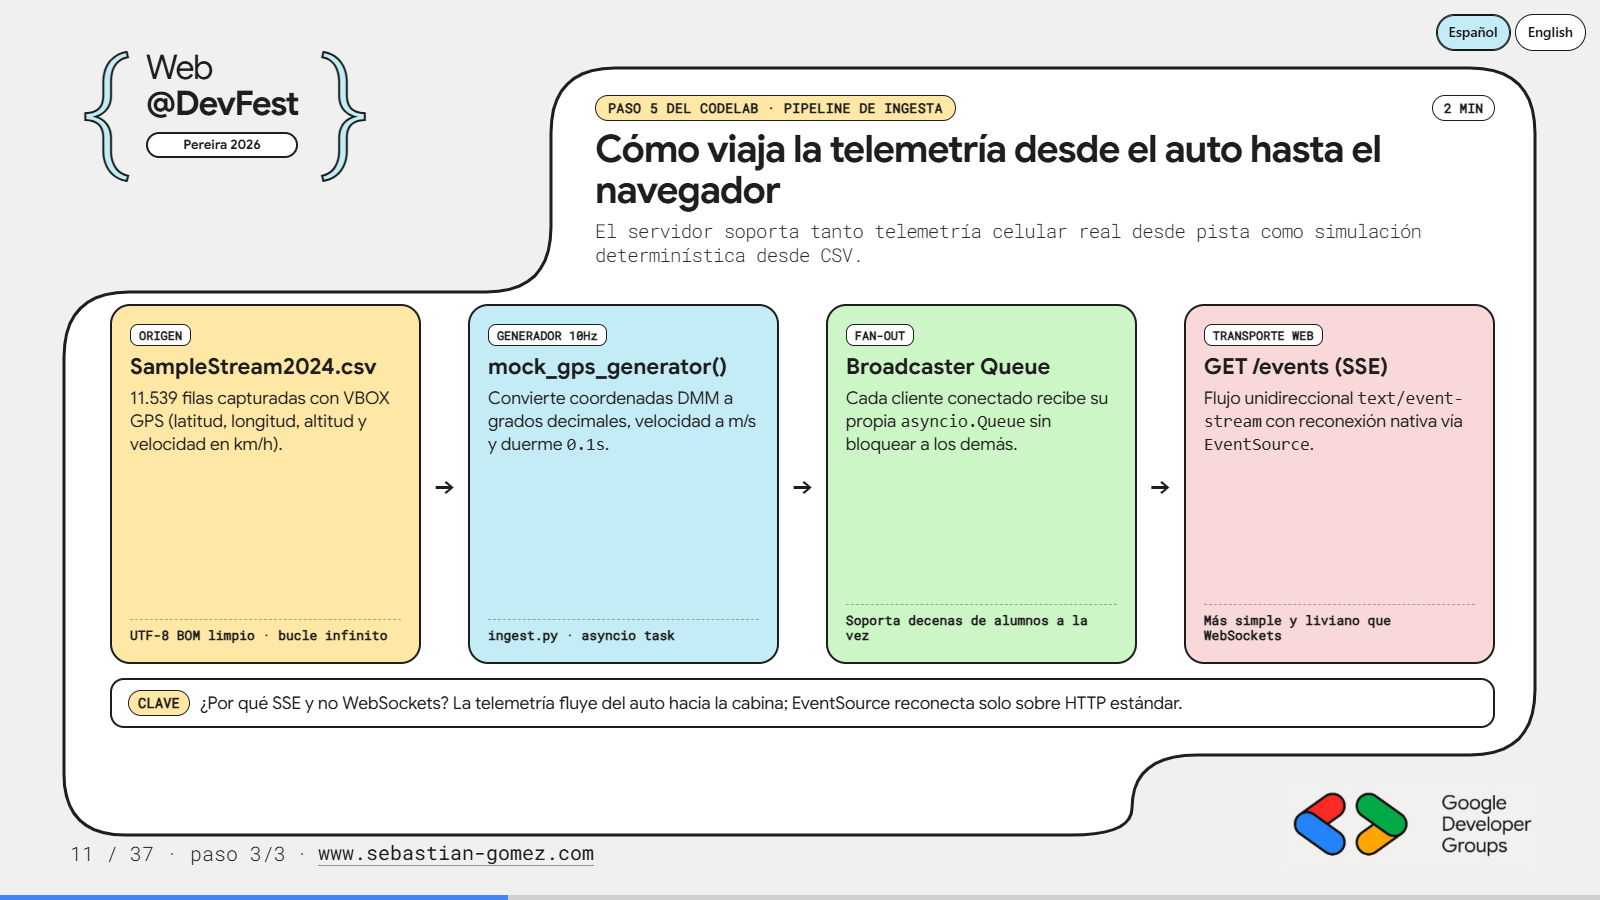 Español
English
Web
@DevFest
Pereira 2026
PASO 5 DEL CODELAB · PIPELINE DE INGESTA
2 MIN
Cómo viaja la telemetría desde el auto hasta el
navegador
El servidor soporta tanto telemetría celular real desde pista como simulación
determinística desde CSV.
ORIGEN
SampleStream2024.csv
11.539 filas capturadas con VBOX
GPS (latitud, longitud, altitud y
velocidad en km/h).
UTF-8 BOM limpio · bucle infinito
→
GENERADOR 10Hz
mock_gps_generator()
Convierte coordenadas DMM a
grados decimales, velocidad a m/s
y duerme 0.1s.
ingest.py · asyncio task
→
FAN-OUT
Broadcaster Queue
Cada cliente conectado recibe su
propia asyncio.Queue sin
bloquear a los demás.
Soporta decenas de alumnos a la
vez
→
TRANSPORTE WEB
GET /events (SSE)
Flujo unidireccional text/event-
stream con reconexión nativa vía
EventSource.
Más simple y liviano que
WebSockets
CLAVE ¿Por qué SSE y no WebSockets? La telemetría fluye del auto hacia la cabina; EventSource reconecta solo sobre HTTP estándar.
11 / 37 · paso 3/3 · www.sebastian-gomez.com
Google
Developer
Groups